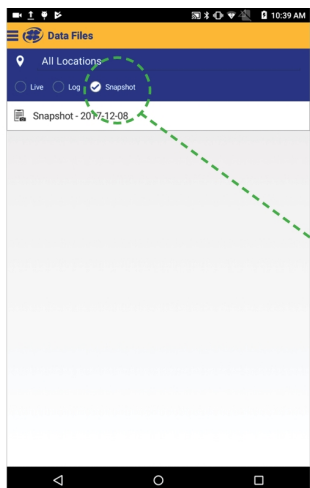 10:39 AM
Data Files
All Locations
Live Log Snapshot
Snapshot - 2017-12-08